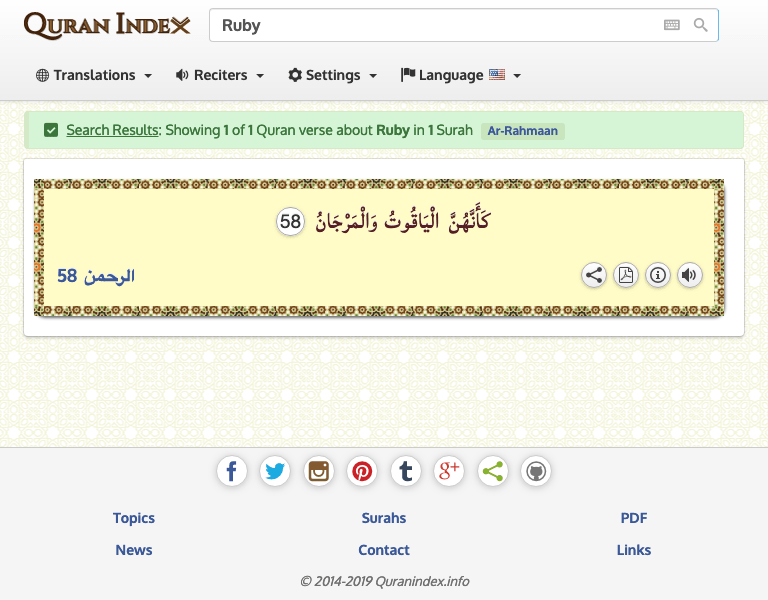 QURAN INDEX
Ruby
Translations
Reciters
Settings
Language
Search Results: Showing 1 of 1 Quran verse about Ruby in 1 Surah Ar-Rahmaan
كَأَنَّهُنَّ الْيَاقُوتُ وَالْمَرْجَانُ 58
الرحمن 58
f
t
g+
Topics
Surahs
PDF
News
Contact
Links
© 2014-2019 Quranindex.info